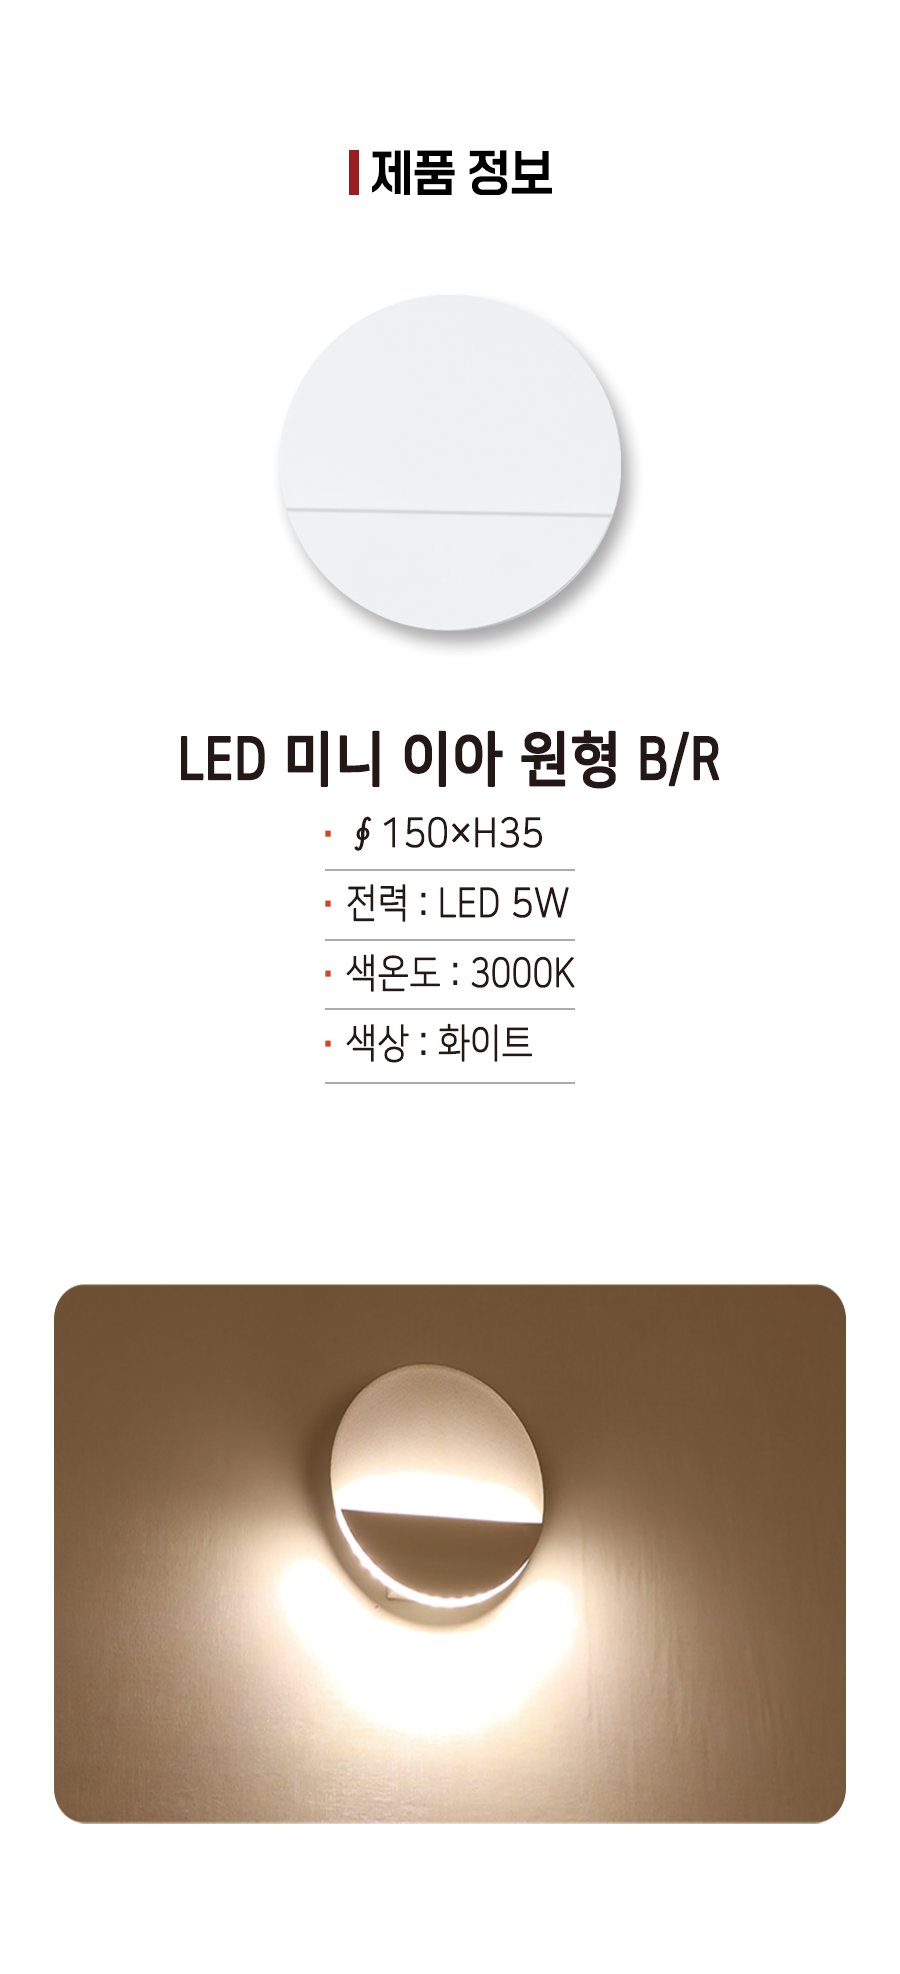 제품 정보
LED 미니 이아 원형 B/R
∮150×H35
전력 : LED 5W
색온도 : 3000K
색상 : 화이트